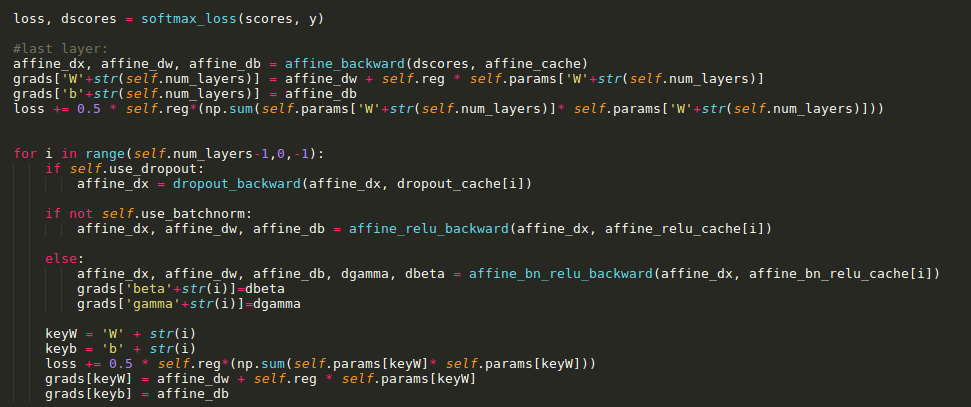 loss, dscores = softmax_loss(scores, y)
#last layer:
affine_dx, affine_dw, affine_db = affine_backward(dscores, affine_cache)
grads['W'+str(self.num_layers)] = affine_dw + self.reg * self.params['W'+str(self.num_layers)]
grads['b'+str(self.num_layers)] = affine_db
loss += 0.5 * self.reg*(np.sum(self.params['W'+str(self.num_layers)]* self.params['W'+str(self.num_layers)]))
for i in range(self.num_layers-1,0,-1):
    if self.use_dropout:
        affine_dx = dropout_backward(affine_dx, dropout_cache[i])
    if not self.use_batchnorm:
        affine_dx, affine_dw, affine_db = affine_relu_backward(affine_dx, affine_relu_cache[i])
    else:
        affine_dx, affine_dw, affine_db, dgamma, dbeta = affine_bn_relu_backward(affine_dx, affine_bn_relu_cache[i])
        grads['beta'+str(i)]=dbeta
        grads['gamma'+str(i)]=dgamma
    keyW = 'W' + str(i)
    keyb = 'b' + str(i)
    loss += 0.5 * self.reg*(np.sum(self.params[keyW]* self.params[keyW]))
    grads[keyW] = affine_dw + self.reg * self.params[keyW]
    grads[keyb] = affine_db